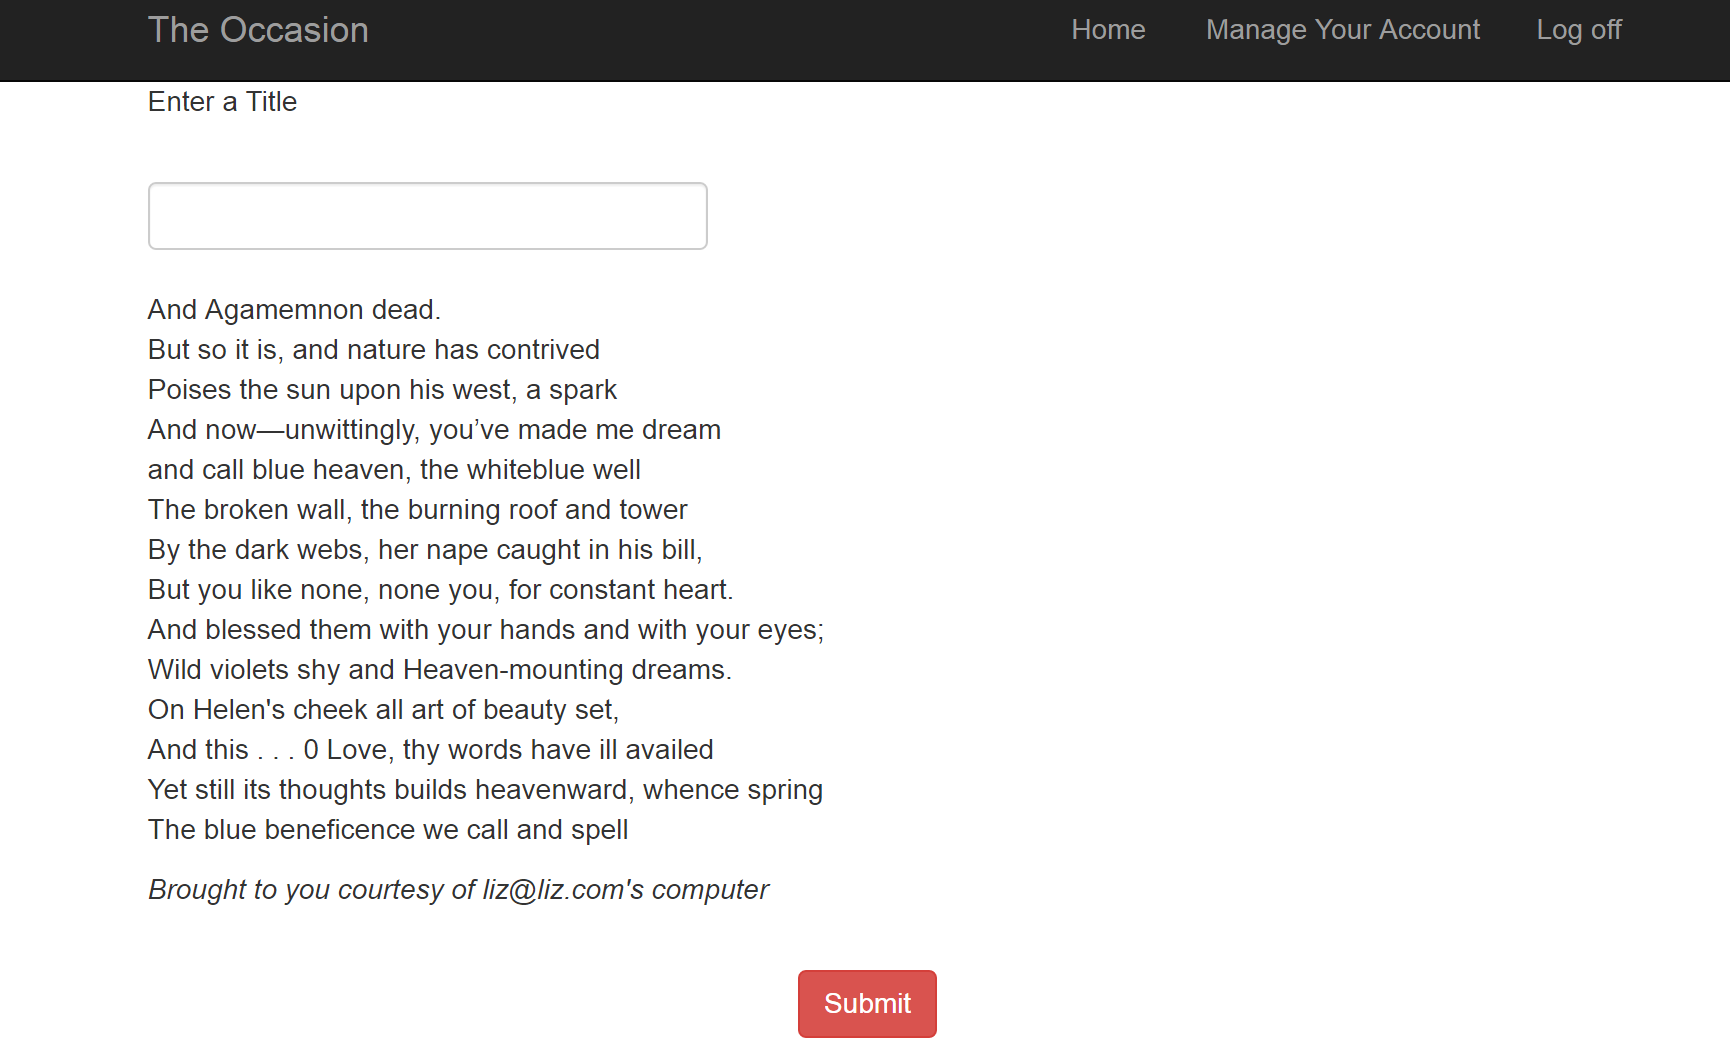 The Occasion
Home
Manage Your Account
Log off
Enter a Title
And Agamemnon dead.
But so it is, and nature has contrived
Poises the sun upon his west, a spark
And now—unwittingly, you’ve made me dream
and call blue heaven, the whiteblue well
The broken wall, the burning roof and tower
By the dark webs, her nape caught in his bill,
But you like none, none you, for constant heart.
And blessed them with your hands and with your eyes;
Wild violets shy and Heaven-mounting dreams.
On Helen's cheek all art of beauty set,
And this . . . 0 Love, thy words have ill availed
Yet still its thoughts builds heavenward, whence spring
The blue beneficence we call and spell
Brought to you courtesy of liz@liz.com's computer
Submit